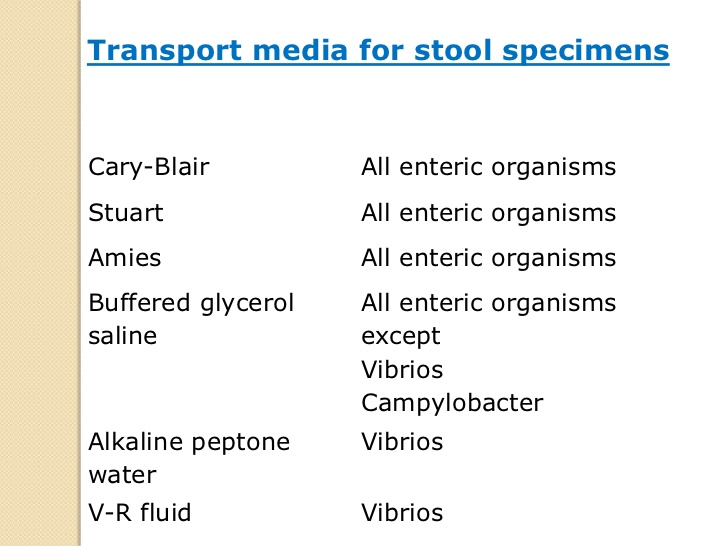 Transport media for stool specimens
Cary-Blair All enteric organisms
Stuart All enteric organisms
Amies All enteric organisms
Buffered glycerol All enteric organisms
saline except
Vibrios
Campylobacter
Alkaline peptone Vibrios
water
V-R fluid Vibrios